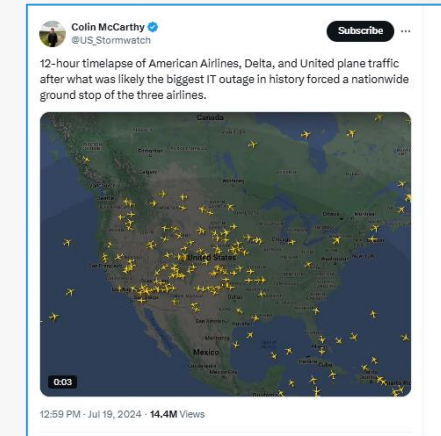 Colin McCarthy
@US_Stormwatch
Subscribe
12-hour timelapse of American Airlines, Delta, and United plane traffic
after what was likely the biggest IT outage in history forced a nationwide
ground stop of the three airlines.
Canada
United States
Mexico
0:03
12:59 PM · Jul 19, 2024 · 14.4M Views